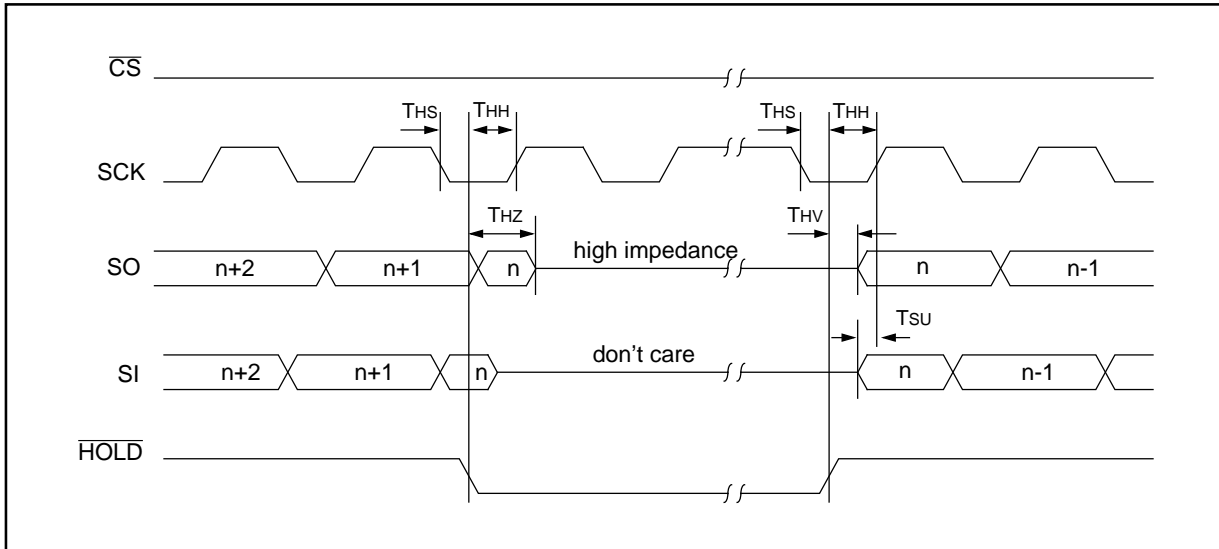 CS
THS THH THS THH
SCK
THZ THV
SO n+2 n+1 n high impedance n n-1
TSU
SI n+2 n+1 n don't care n n-1
HOLD